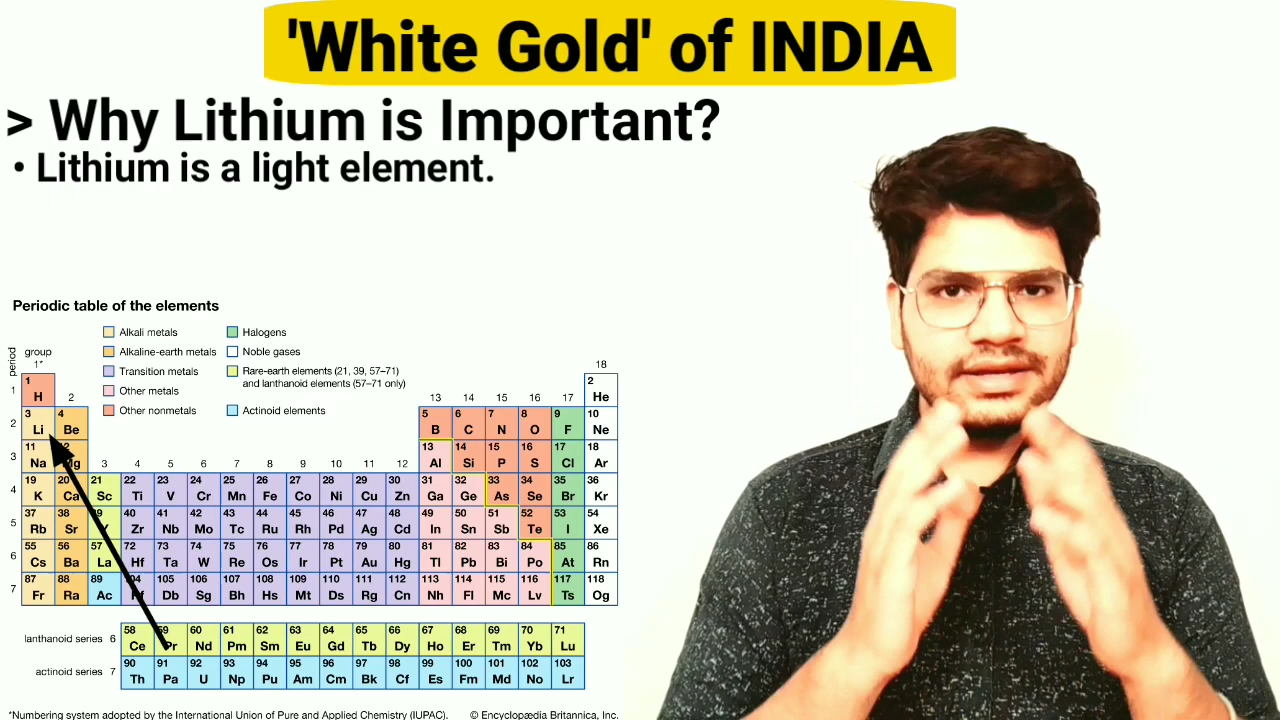 'White Gold' of INDIA
> Why Lithium is Important?
• Lithium is a light element.
Periodic table of the elements
Alkali metals
Halogens
Alkaline-earth metals
Noble gases
Transition metals
Rare-earth elements (21, 39, 57–71)
and lanthanoid elements (57–71 only)
Other metals
Other nonmetals
Actinoid elements
period
group
1* 18
1 2
1 H 2 13 14 15 16 17 He
3 4 5 6 7 8 9 10
2 Li Be B C N O F Ne
11 12 13 14 15 16 17 18
3 Na Mg 3 4 5 6 7 8 9 10 11 12 Al Si P S Cl Ar
19 20 21 22 23 24 25 26 27 28 29 30 31 32 33 34 35 36
4 K Ca Sc Ti V Cr Mn Fe Co Ni Cu Zn Ga Ge As Se Br Kr
37 38 39 40 41 42 43 44 45 46 47 48 49 50 51 52 53 54
5 Rb Sr Y Zr Nb Mo Tc Ru Rh Pd Ag Cd In Sn Sb Te I Xe
55 56 57 72 73 74 75 76 77 78 79 80 81 82 83 84 85 86
6 Cs Ba La Hf Ta W Re Os Ir Pt Au Hg Tl Pb Bi Po At Rn
87 88 89 104 105 106 107 108 109 110 111 112 113 114 115 116 117 118
7 Fr Ra Ac Rf Db Sg Bh Hs Mt Ds Rg Cn Nh Fl Mc Lv Ts Og
58 59 60 61 62 63 64 65 66 67 68 69 70 71
lanthanoid series 6 Ce Pr Nd Pm Sm Eu Gd Tb Dy Ho Er Tm Yb Lu
90 91 92 93 94 95 96 97 98 99 100 101 102 103
actinoid series 7 Th Pa U Np Pu Am Cm Bk Cf Es Fm Md No Lr
*Numbering system adopted by the International Union of Pure and Applied Chemistry (IUPAC). © Encyclopædia Britannica, Inc.